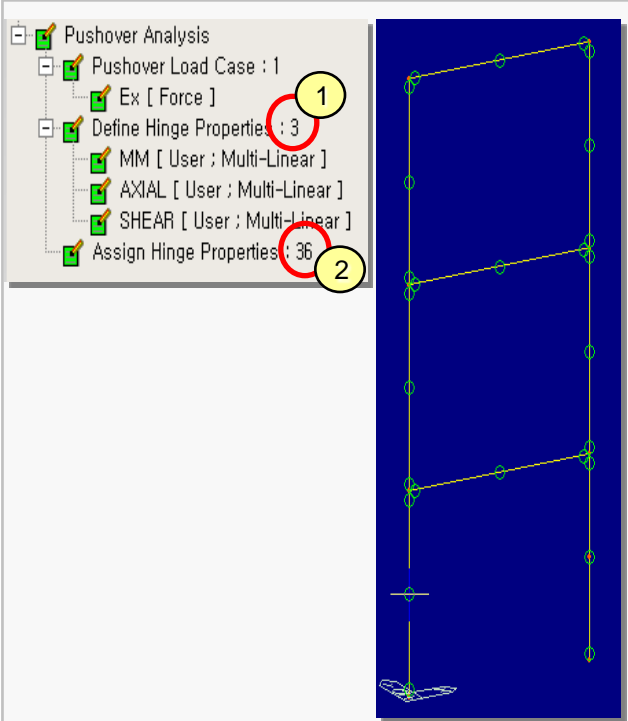 Pushover Analysis
Pushover Load Case : 1
Ex [ Force ]
1
Define Hinge Properties : 3
MM [ User ; Multi-Linear ]
AXIAL [ User ; Multi-Linear ]
SHEAR [ User ; Multi-Linear ]
Assign Hinge Properties : 36
2